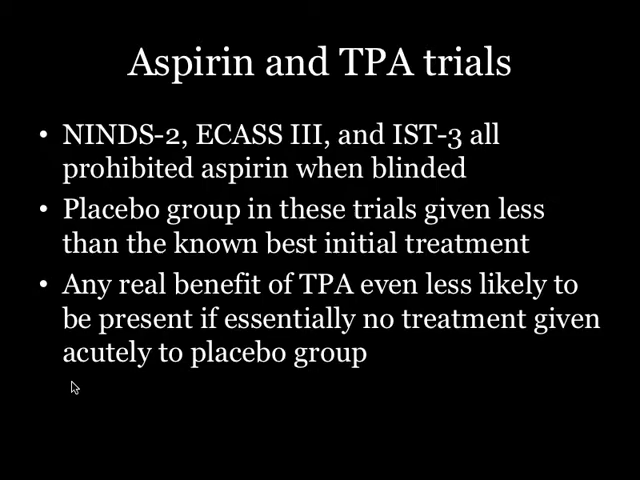 Aspirin and TPA trials
• NINDS-2, ECASS III, and IST-3 all
prohibited aspirin when blinded
• Placebo group in these trials given less
than the known best initial treatment
• Any real benefit of TPA even less likely to
be present if essentially no treatment given
acutely to placebo group